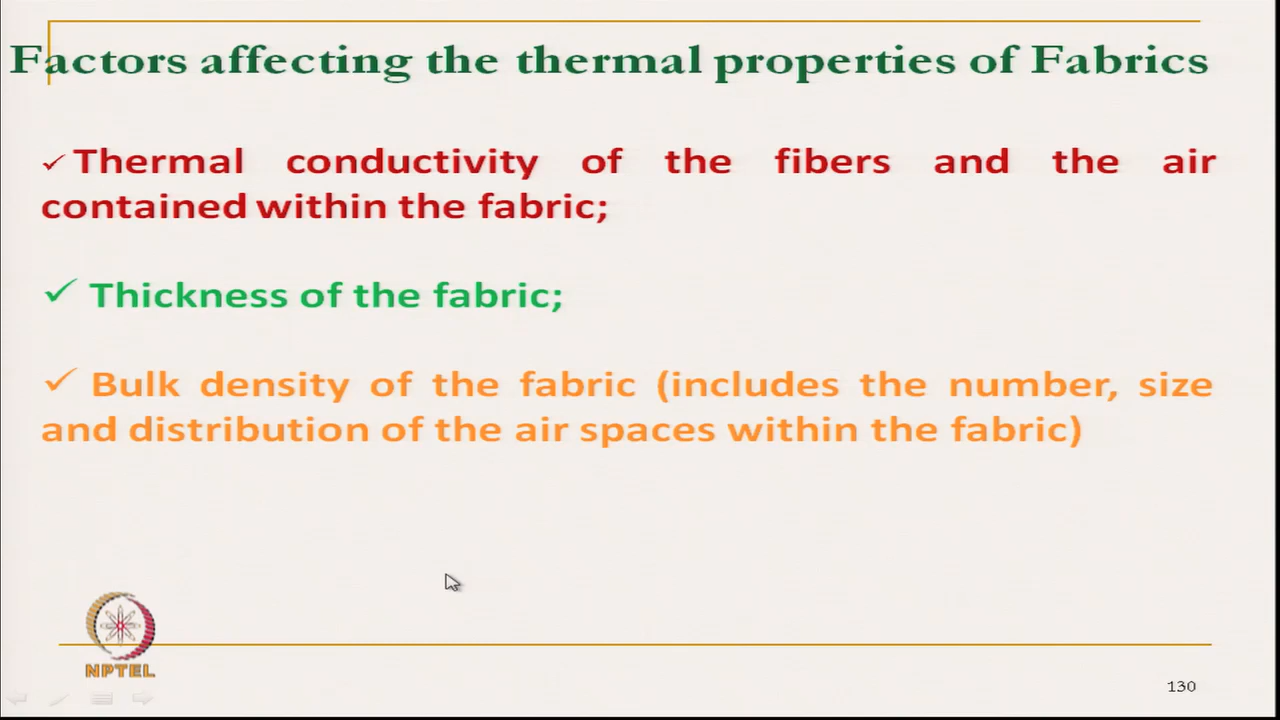 Factors affecting the thermal properties of Fabrics
✓Thermal conductivity of the fibers and the air
contained within the fabric;
✓ Thickness of the fabric;
✓ Bulk density of the fabric (includes the number, size
and distribution of the air spaces within the fabric)
NPTEL
130